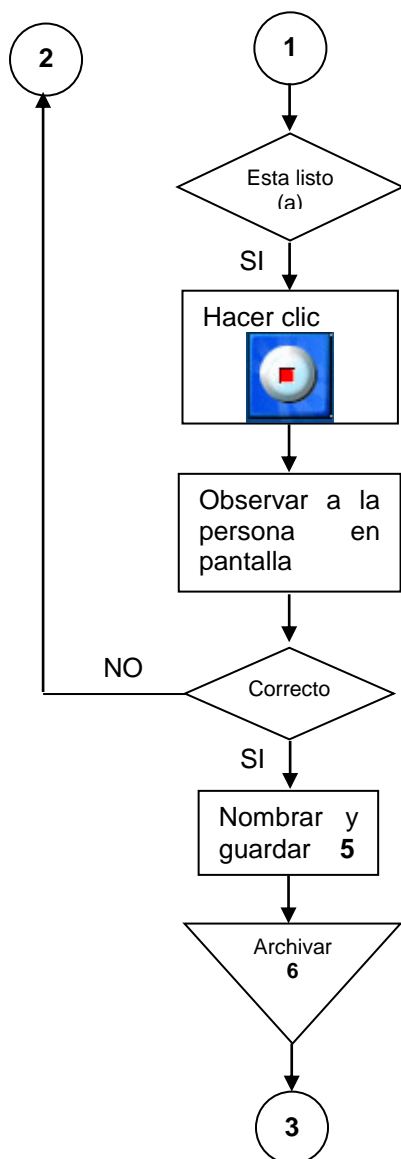 2
1
Esta listo
(a)
SI
Hacer clic
Observar a la
persona en
pantalla
NO
Correcto
SI
Nombrar y
guardar 5
Archivar
6
3